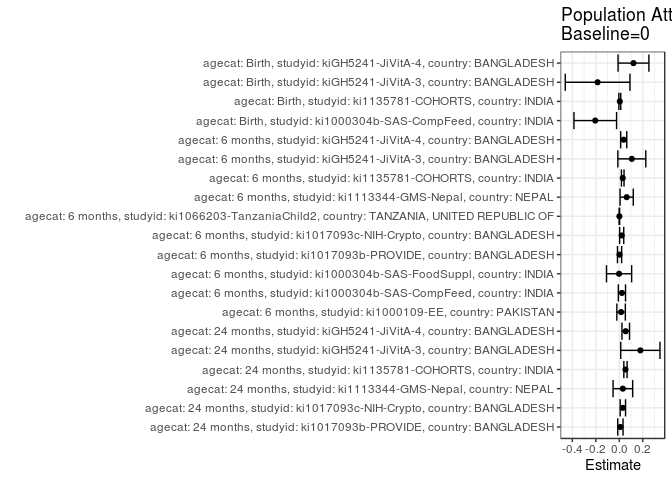 Population Att
Baseline=0
agecat: Birth, studyid: kiGH5241-JiVitA-4, country: BANGLADESH
agecat: Birth, studyid: kiGH5241-JiVitA-3, country: BANGLADESH
agecat: Birth, studyid: ki1135781-COHORTS, country: INDIA
agecat: Birth, studyid: ki1000304b-SAS-CompFeed, country: INDIA
agecat: 6 months, studyid: kiGH5241-JiVitA-4, country: BANGLADESH
agecat: 6 months, studyid: kiGH5241-JiVitA-3, country: BANGLADESH
agecat: 6 months, studyid: ki1135781-COHORTS, country: INDIA
agecat: 6 months, studyid: ki1113344-GMS-Nepal, country: NEPAL
agecat: 6 months, studyid: ki1066203-TanzaniaChild2, country: TANZANIA, UNITED REPUBLIC OF
agecat: 6 months, studyid: ki1017093c-NIH-Crypto, country: BANGLADESH
agecat: 6 months, studyid: ki1017093b-PROVIDE, country: BANGLADESH
agecat: 6 months, studyid: ki1000304b-SAS-FoodSuppl, country: INDIA
agecat: 6 months, studyid: ki1000304b-SAS-CompFeed, country: INDIA
agecat: 6 months, studyid: ki1000109-EE, country: PAKISTAN
agecat: 24 months, studyid: kiGH5241-JiVitA-4, country: BANGLADESH
agecat: 24 months, studyid: kiGH5241-JiVitA-3, country: BANGLADESH
agecat: 24 months, studyid: ki1135781-COHORTS, country: INDIA
agecat: 24 months, studyid: ki1113344-GMS-Nepal, country: NEPAL
agecat: 24 months, studyid: ki1017093c-NIH-Crypto, country: BANGLADESH
agecat: 24 months, studyid: ki1017093b-PROVIDE, country: BANGLADESH
-0.4 -0.2 0.0 0.2
Estimate